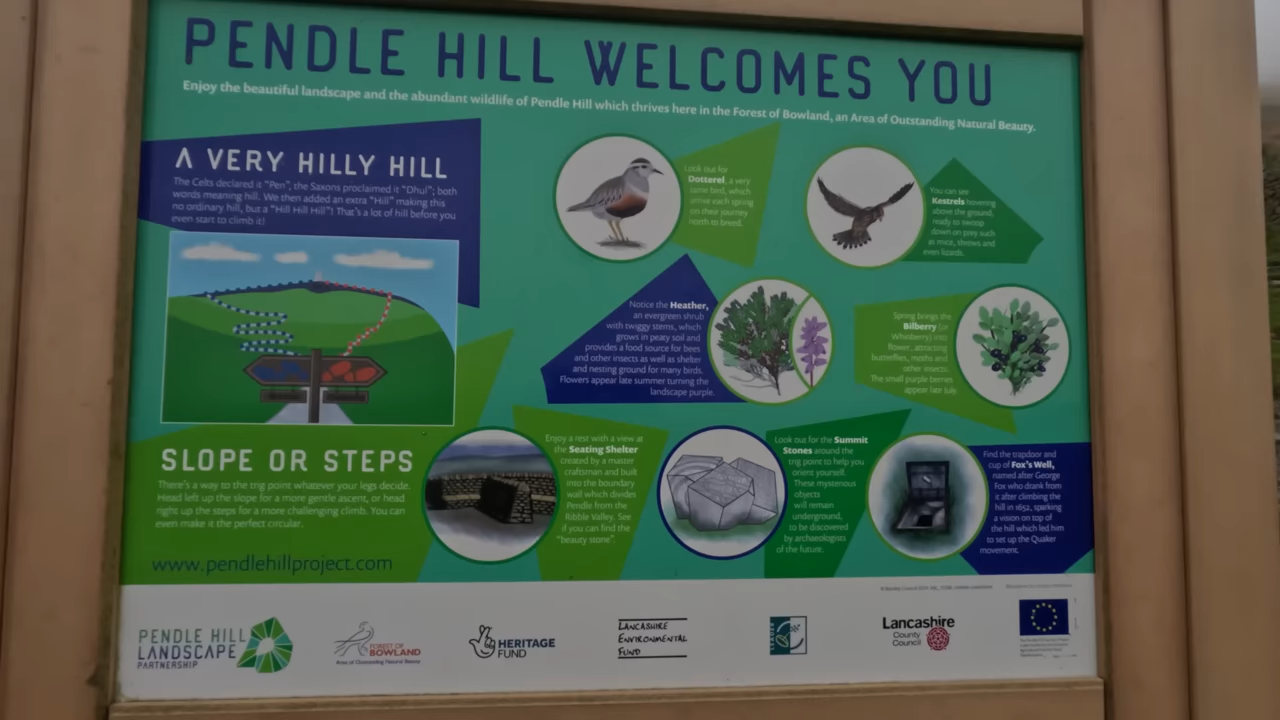 PENDLE HILL WELCOMES YOU
Enjoy the beautiful landscape and the abundant wildlife of Pendle Hill which thrives here in the Forest of Bowland, an Area of Outstanding Natural Beauty.
A VERY HILLY HILL
The Celts declared it "Pen", the Saxons proclaimed it "Dhul"; both
words meaning hill. We then added an extra "Hill" making this
no ordinary hill, but a "Hill Hill Hill"! That's a lot of hill before you
even start to climb it!
Look out for
Dotterel, a very
tame bird, which
arrive each spring
on their journey
north to breed.
You can see
Kestrels hovering
above the ground,
ready to swoop
down on prey such
as mice, shrews and
even lizards.
Notice the Heather,
an evergreen shrub
with twiggy stems, which
grows in peaty soil and
provides a food source for bees
and other insects as well as shelter
and nesting ground for many birds.
Flowers appear late summer turning the
landscape purple.
Spring brings the
Bilberry (or
Whinberry) into
flower, attracting
butterflies, moths and
other insects.
The small purple berries
appear late July.
SLOPE OR STEPS
There's a way to the trig point whatever your legs decide.
Head left up the slope for a more gentle ascent, or head
right up the steps for a more challenging climb. You can
even make it the perfect circular.
www.pendlehillproject.com
Enjoy a rest with a view at
the Seating Shelter
created by a master
craftsman and built
into the boundary
wall which divides
Pendle from the
Ribble Valley. See
if you can find the
"beauty stone".
Look out for the Summit
Stones around the
trig point to help you
orient yourself.
These mysterious
objects
will remain
underground,
to be discovered
by archaeologists
of the future.
Find the trapdoor and
cup of Fox's Well,
named after George
Fox who drank from
it after climbing the
hill in 1652, sparking
a vision on top of
the hill which led him
to set up the Quaker
movement.
PENDLE HILL
LANDSCAPE
PARTNERSHIP
FOREST OF
BOWLAND
Area of Outstanding Natural Beauty
HERITAGE
FUND
LANCASHIRE
ENVIRONMENTAL
FUND
Lancashire
County
Council